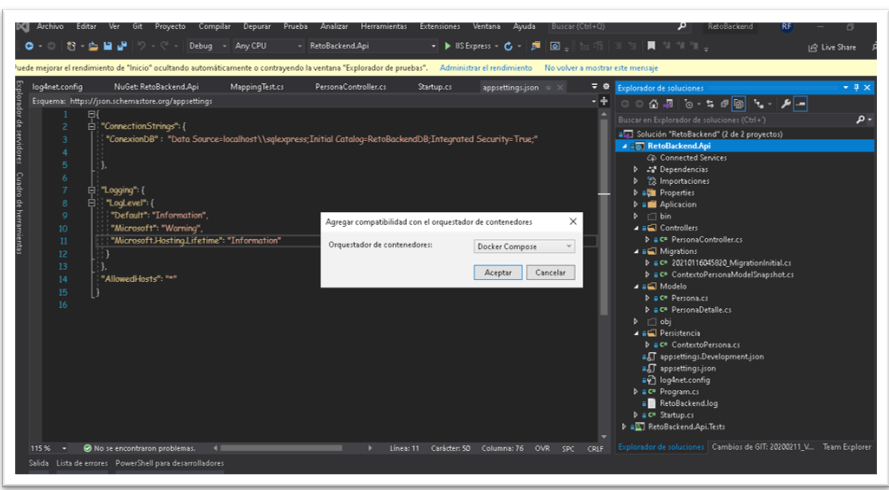 Archivo Editar Ver Git Proyecto Compilar Depurar Prueba Analizar Herramientas Extensiones Ventana Ayuda Buscar (Ctrl+Q) RetoBackend RF
Debug Any CPU RetoBackend.Api IIS Express Live Share
uede mejorar el rendimiento de "Inicio" ocultando automáticamente o contrayendo la ventana "Explorador de pruebas". Administrar el rendimiento No volver a mostrar este mensaje
Explorador de servidores
Cuadro de herramientas
log4net.config NuGet: RetoBackend.Api MappingTest.cs PersonaController.cs Startup.cs appsettings.json
Esquema: https://json.schemastore.org/appsettings
1 {
2 "ConnectionStrings": {
3 "ConexionDB" : "Data Source=localhost\\sqlexpress;Initial Catalog=RetoBackendDB;Integrated Security=True;"
4
5 },
6
7 "Logging": {
8 "LogLevel": {
9 "Default": "Information",
10 "Microsoft": "Warning",
11 "Microsoft.Hosting.Lifetime": "Information"
12 }
13 },
14 "AllowedHosts": "*"
15 }
16
Agregar compatibilidad con el orquestador de contenedores
Orquestador de contenedores: Docker Compose
Aceptar Cancelar
Explorador de soluciones
Buscar en Explorador de soluciones (Ctrl+')
Solución "RetoBackend" (2 de 2 proyectos)
RetoBackend.Api
Connected Services
Dependencias
Importaciones
Properties
Aplicacion
bin
Controllers
PersonaController.cs
Migrations
20210116045820_MigrationInitial.cs
ContextoPersonaModelSnapshot.cs
Modelo
Persona.cs
PersonaDetalle.cs
obj
Persistencia
ContextoPersona.cs
appsettings.Development.json
appsettings.json
log4net.config
Program.cs
RetoBackend.log
Startup.cs
RetoBackend.Api.Tests
115 % No se encontraron problemas. Línea: 11 Carácter: 50 Columna: 76 OVR SPC CRLF
Explorador de soluciones Cambios de GIT: 20200211_V... Team Explorer
Salida Lista de errores PowerShell para desarrolladores